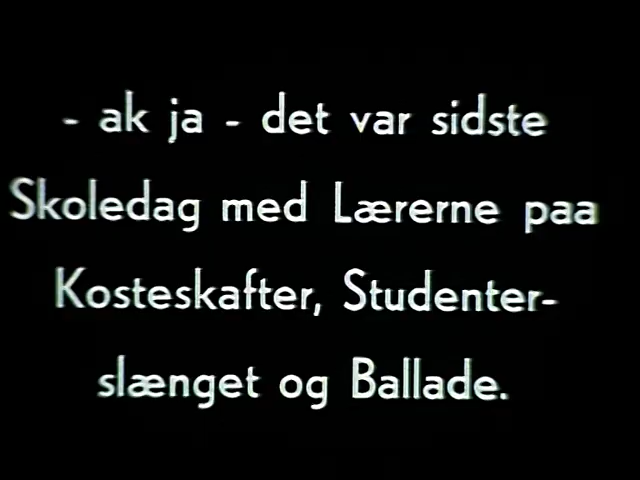 - ak ja - det var sidste
Skoledag med Lærerne paa
Kosteskafter, Studenter-
slænget og Ballade.